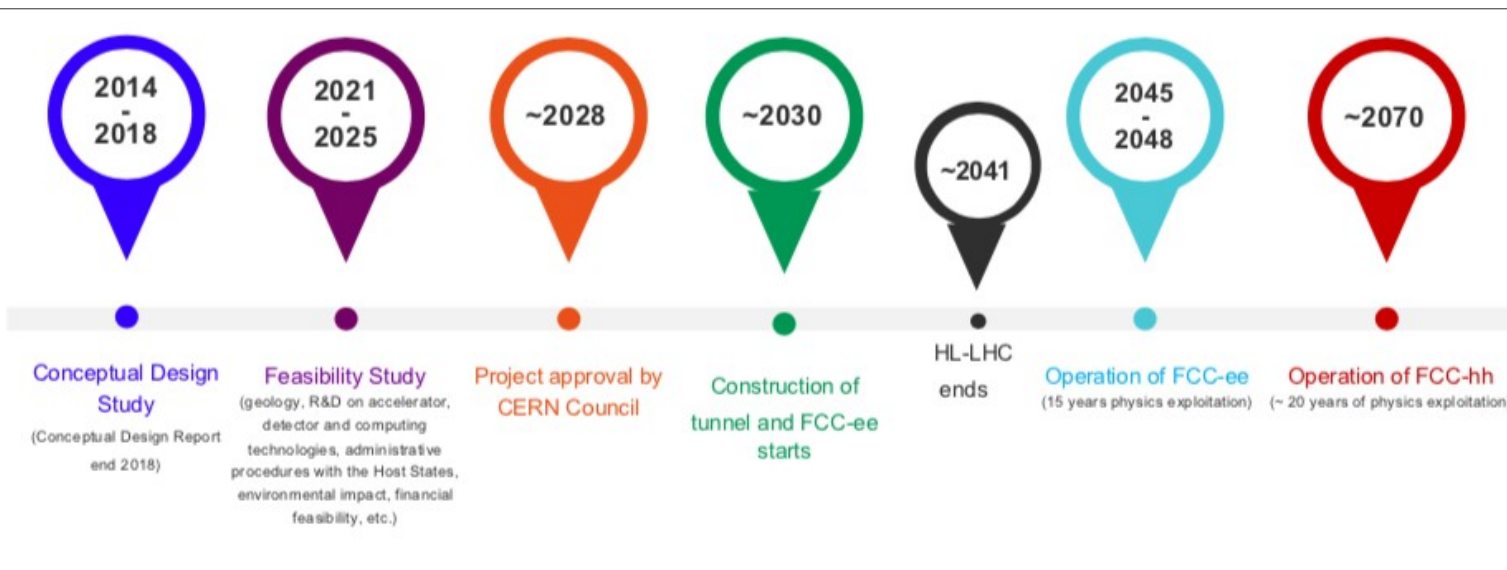 2014
-
2018
2021
-
2025
~2028
~2030
~2041
2045
-
2048
~2070
Conceptual Design
Study
(Conceptual Design Report
end 2018)
Feasibility Study
(geology, R&D on accelerator,
detector and computing
technologies, administrative
procedures with the Host States,
environmental impact, financial
feasibility, etc.)
Project approval by
CERN Council
Construction of
tunnel and FCC-ee
starts
HL-LHC
ends
Operation of FCC-ee
(15 years physics exploitation)
Operation of FCC-hh
(~ 20 years of physics exploitation